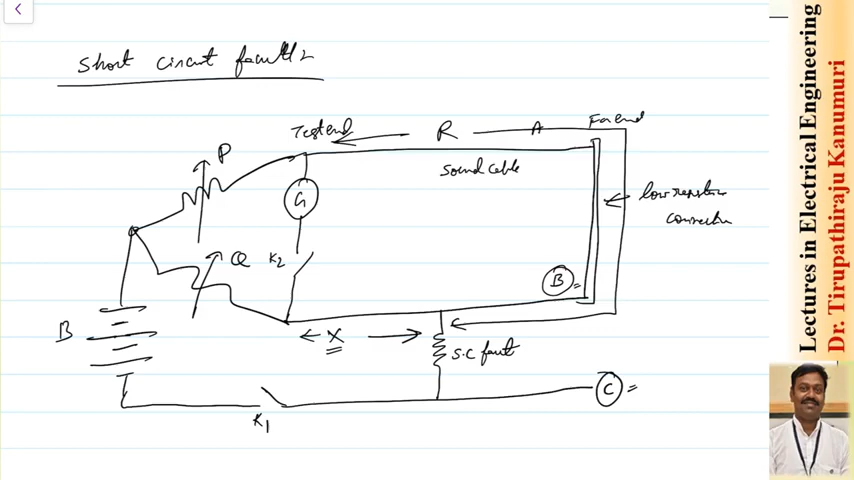 Short circuit fault:-
Test end
R
A
Far end
P
Sound cable
G
low resistance
connection
Q
K2
B
B
X
S.C fault
C
K1
Lectures in Electrical Engineering
Dr. Tirupathiraju Kanumuri